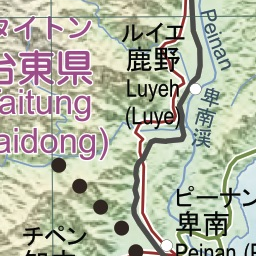 タイトン
台東県
Taitung
aidong)
ルイエ
鹿野
Luyeh
(Luye)
Peinan
卑南渓
ピーナン
卑南
Peinan (
チペン